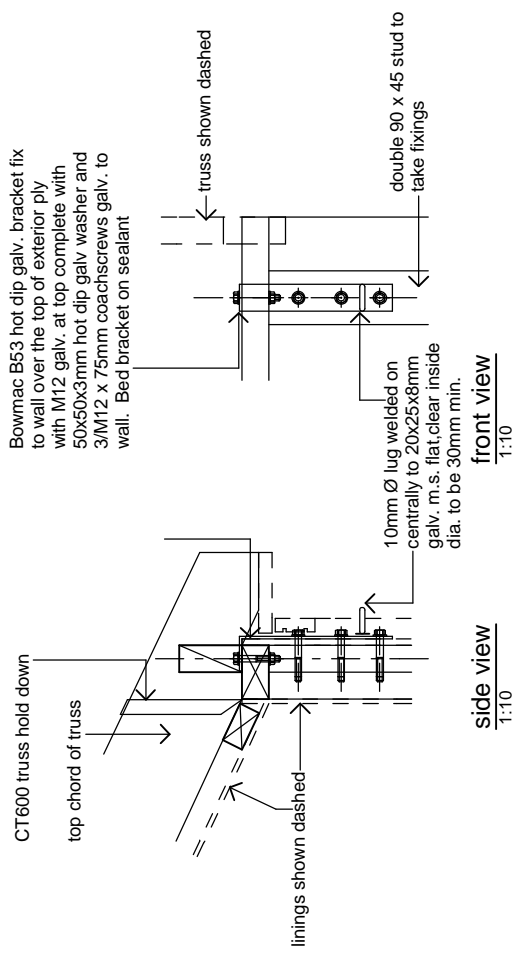 CT600 truss hold down
top chord of truss
linings shown dashed
side view
1:10
Bowmac B53 hot dip galv. bracket fix
to wall over the top of exterior ply
with M12 galv. at top complete with
50x50x3mm hot dip galv washer and
3/M12 x 75mm coachscrews galv. to
wall. Bed bracket on sealant
truss shown dashed
10mm Ø lug welded on
centrally to 20x25x8mm
galv. m.s. flat,clear inside
dia. to be 30mm min.
double 90 x 45 stud to
take fixings
front view
1:10